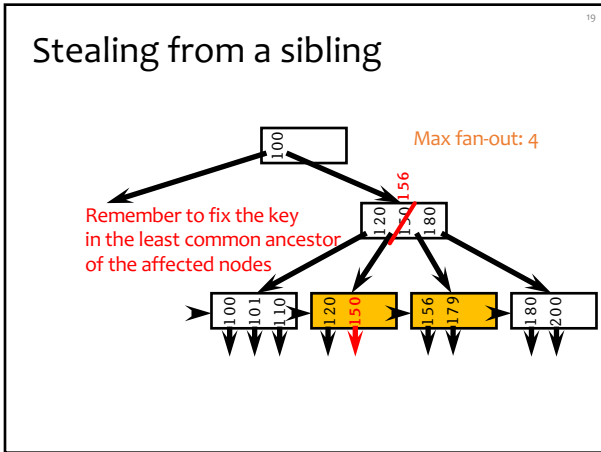 19
Stealing from a sibling
Max fan-out: 4
100
156
Remember to fix the key
in the least common ancestor
of the affected nodes
120 150 180
100 101 110 120 150 156 179 180 200